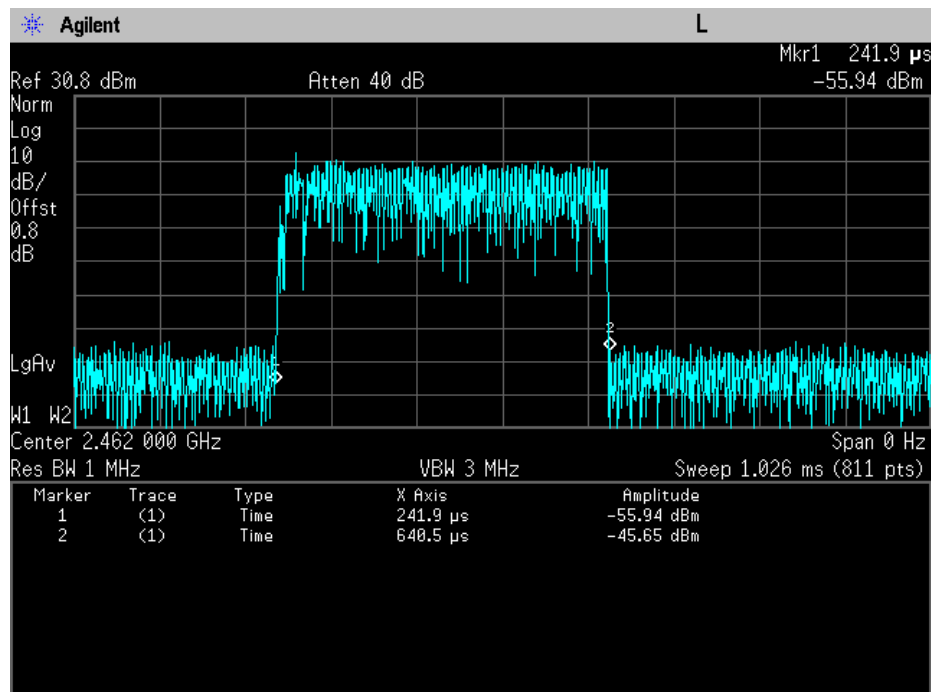 Agilent L
Mkr1 241.9 µs
Ref 30.8 dBm Atten 40 dB -55.94 dBm
Norm
Log
10
dB/
Offst
0.8
dB
2
1
LgAv
W1 W2
Center 2.462 000 GHz Span 0 Hz
Res BW 1 MHz VBW 3 MHz Sweep 1.026 ms (811 pts)
Marker Trace Type X Axis Amplitude
1 (1) Time 241.9 µs -55.94 dBm
2 (1) Time 640.5 µs -45.65 dBm